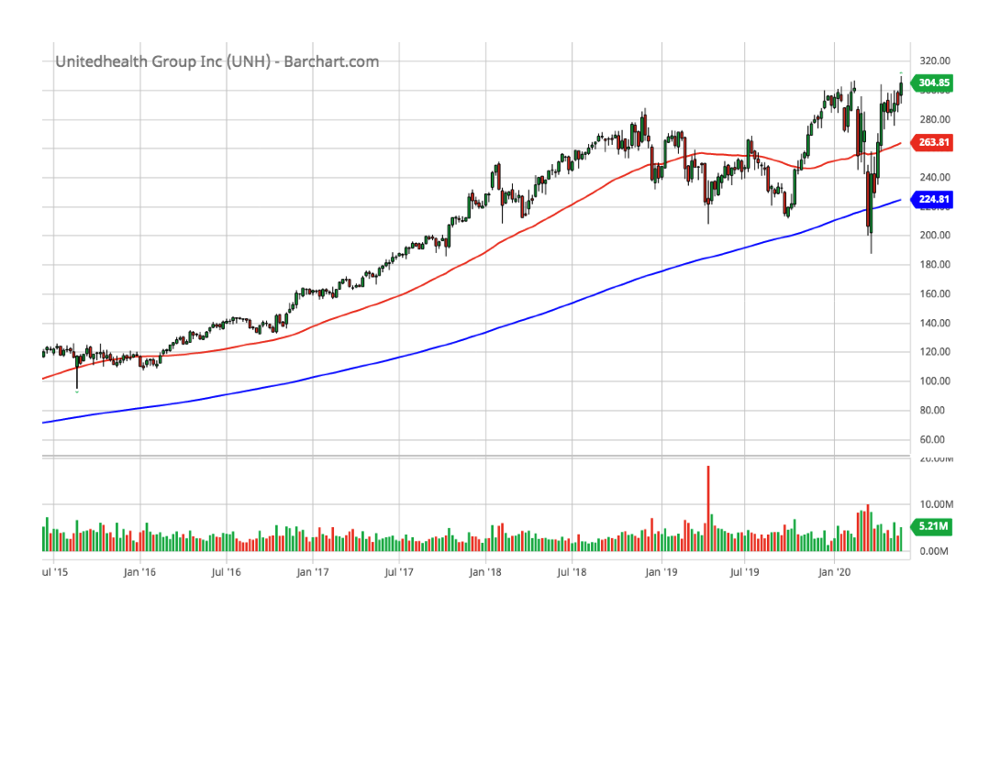 Unitedhealth Group Inc (UNH) - Barchart.com
320.00
304.85
280.00
263.81
240.00
224.81
200.00
180.00
160.00
140.00
120.00
100.00
80.00
60.00
20.00M
10.00M
5.21M
0.00M
ul '15 Jan '16 Jul '16 Jan '17 Jul '17 Jan '18 Jul '18 Jan '19 Jul '19 Jan '20